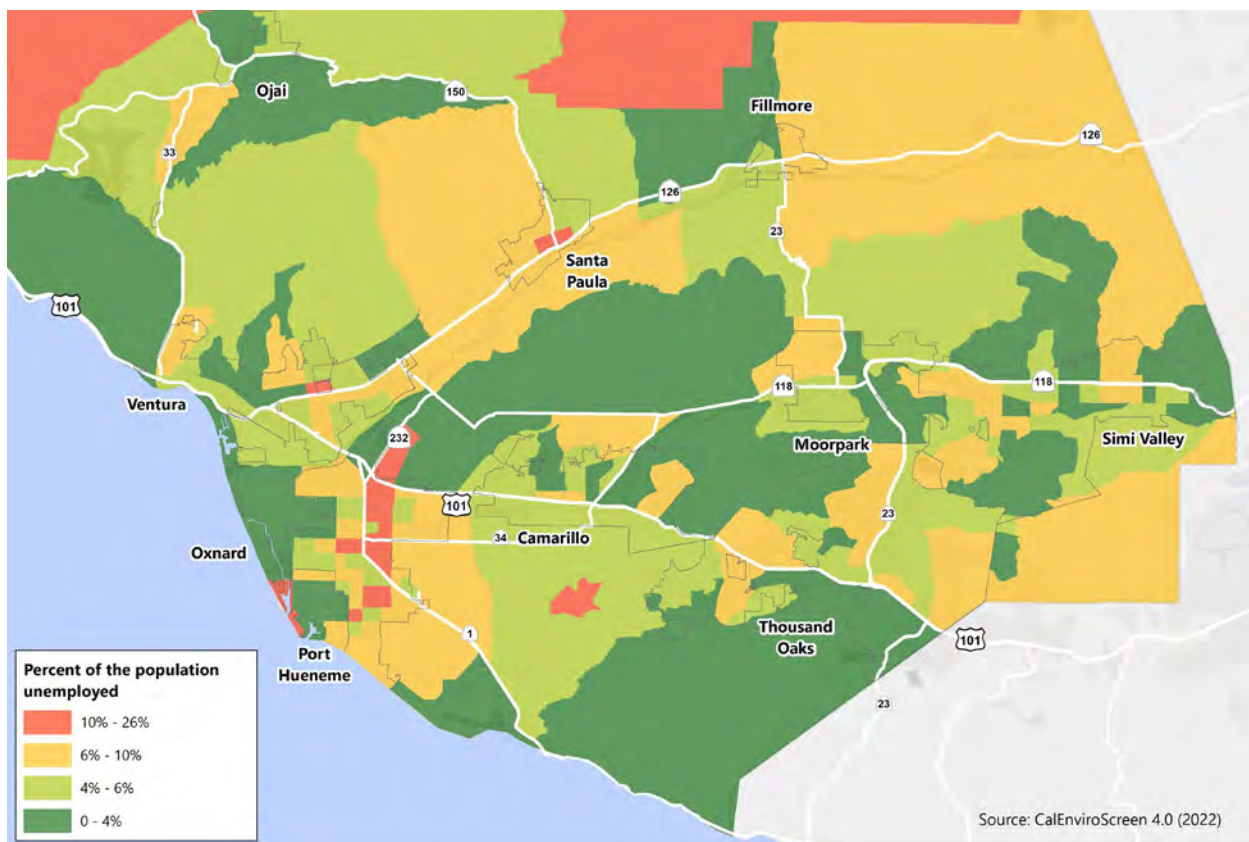 Ojai
150
Fillmore
33
126
126
23
Santa
Paula
101
118
118
Ventura
232
Moorpark
Simi Valley
101
23
Oxnard
34
Camarillo
Thousand
Oaks
1
101
Port
Hueneme
23
Percent of the population
unemployed
10% - 26%
6% - 10%
4% - 6%
0 - 4%
Source: CalEnviroScreen 4.0 (2022)